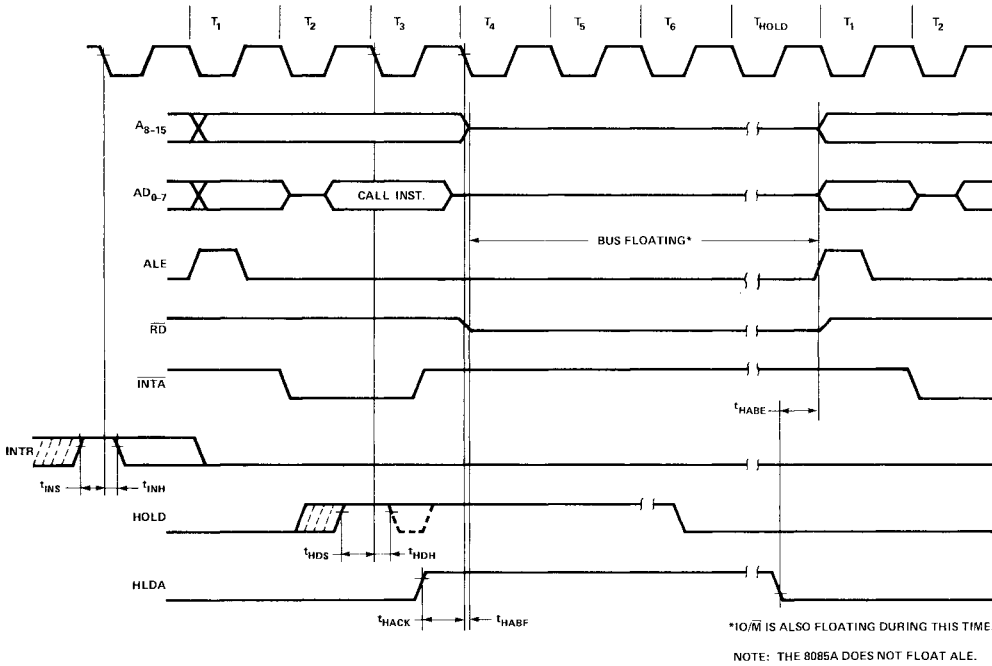 T1 T2 T3 T4 T5 T6 THOLD T1 T2
A8–15
AD0–7 CALL INST.
BUS FLOATING*
ALE
RD
INTA
tHABE
INTR
tINS tINH
HOLD
tHDS tHDH
HLDA
tHACK tHABF
*IO/M IS ALSO FLOATING DURING THIS TIME.
NOTE: THE 8085A DOES NOT FLOAT ALE.